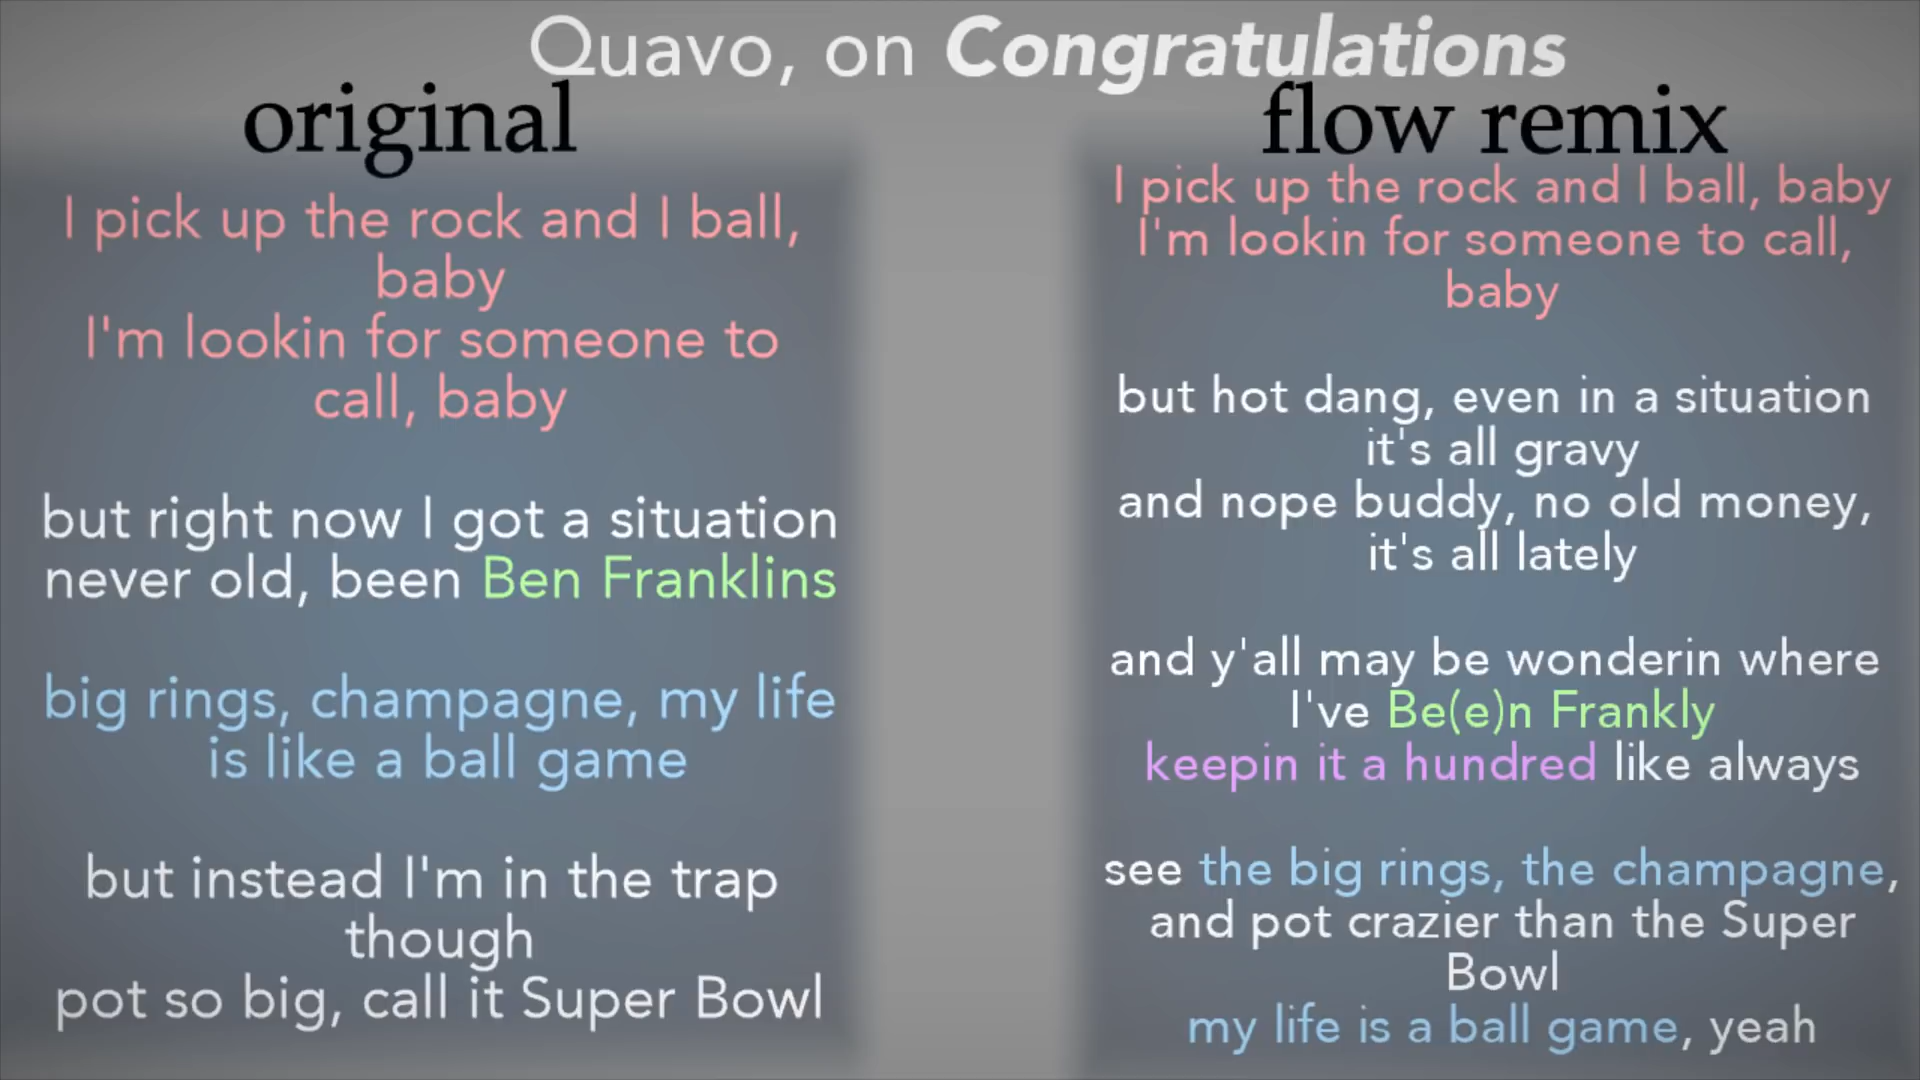 Quavo, on Congratulations
original
I pick up the rock and I ball,
baby
I'm lookin for someone to
call, baby
but right now I got a situation
never old, been Ben Franklins
big rings, champagne, my life
is like a ball game
but instead I'm in the trap
though
pot so big, call it Super Bowl
flow remix
I pick up the rock and I ball, baby
I'm lookin for someone to call,
baby
but hot dang, even in a situation
it's all gravy
and nope buddy, no old money,
it's all lately
and y'all may be wonderin where
I've Be(e)n Frankly
keepin it a hundred like always
see the big rings, the champagne,
and pot crazier than the Super
Bowl
my life is a ball game, yeah